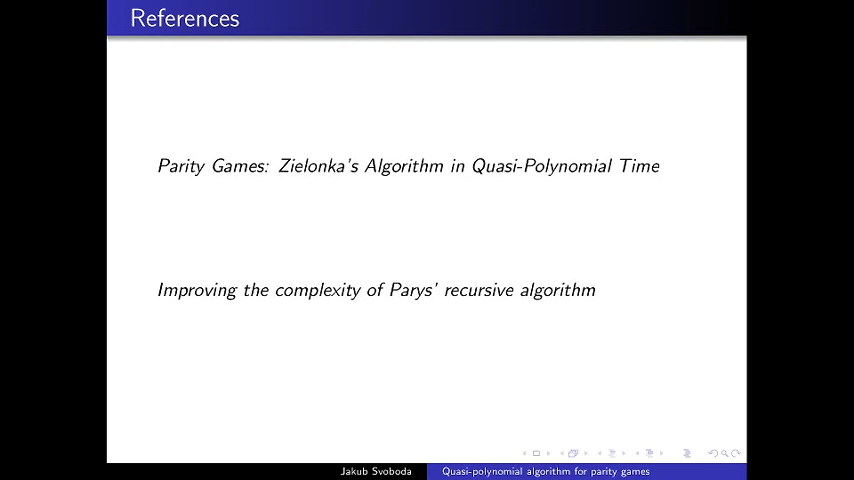 References
Parity Games: Zielonka's Algorithm in Quasi-Polynomial Time
Improving the complexity of Parys' recursive algorithm
Jakub Svoboda
Quasi-polynomial algorithm for parity games